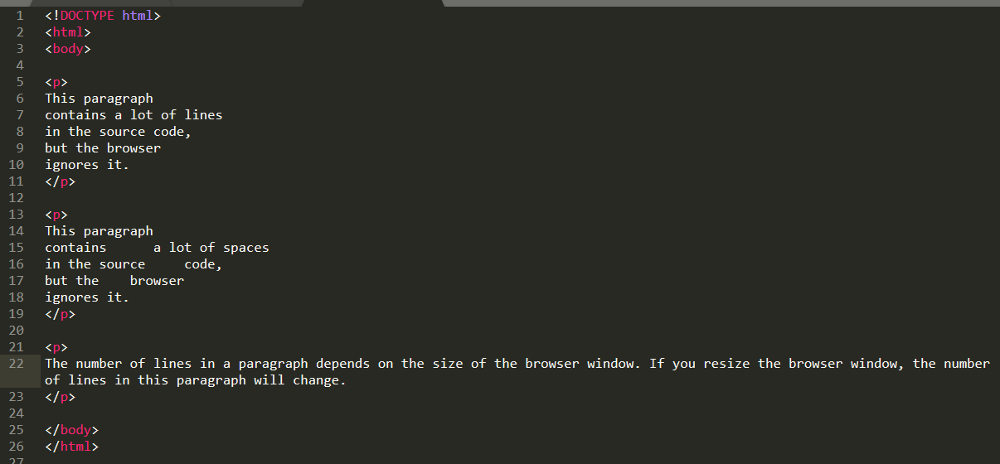 1 <!DOCTYPE html>
2 <html>
3 <body>
4
5 <p>
6 This paragraph
7 contains a lot of lines
8 in the source code,
9 but the browser
10 ignores it.
11 </p>
12
13 <p>
14 This paragraph
15 contains      a lot of spaces
16 in the source     code,
17 but the    browser
18 ignores it.
19 </p>
20
21 <p>
22 The number of lines in a paragraph depends on the size of the browser window. If you resize the browser window, the number
of lines in this paragraph will change.
23 </p>
24
25 </body>
26 </html>
27